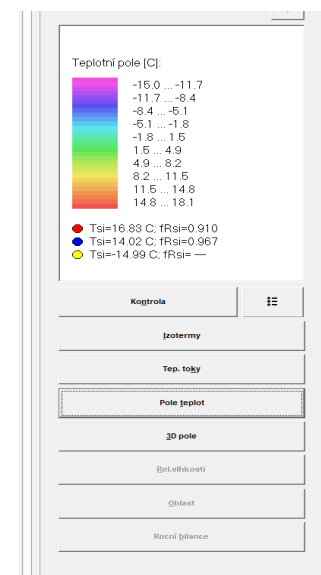 Teplotní pole [C]:
-15.0 ... -11.7
-11.7 ... -8.4
-8.4 ... -5.1
-5.1 ... -1.8
-1.8 ... 1.5
1.5 ... 4.9
4.9 ... 8.2
8.2 ... 11.5
11.5 ... 14.8
14.8 ... 18.1
Tsi=16.83 C; fRsi=0.910
Tsi=14.02 C; fRsi=0.967
Tsi=-14.99 C; fRsi= —
Kontrola
Izotermy
Tep. toky
Pole teplot
3D pole
Rel.vlhkosti
Oblast
Rocní bilance